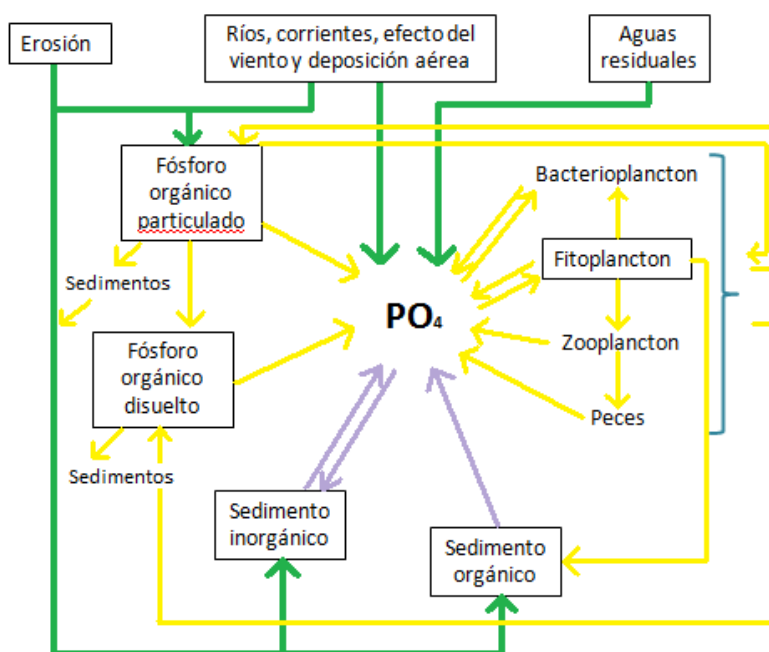 Erosión
Ríos, corrientes, efecto del
viento y deposición aérea
Aguas
residuales
Fósforo
orgánico
particulado
Bacterioplancton
Fitoplancton
Sedimentos
PO₄
Zooplancton
Fósforo
orgánico
disuelto
Peces
Sedimentos
Sedimento
inorgánico
Sedimento
orgánico